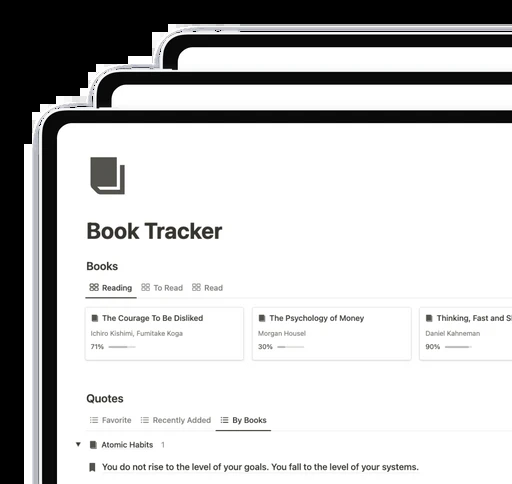 Book Tracker
Books
Reading To Read Read
The Courage To Be Disliked The Psychology of Money Thinking, Fast and
Ichiro Kishimi, Fumitake Koga Morgan Housel Daniel Kahneman
71% 30% 90%
Quotes
Favorite Recently Added By Books
Atomic Habits 1
You do not rise to the level of your goals. You fall to the level of your systems.